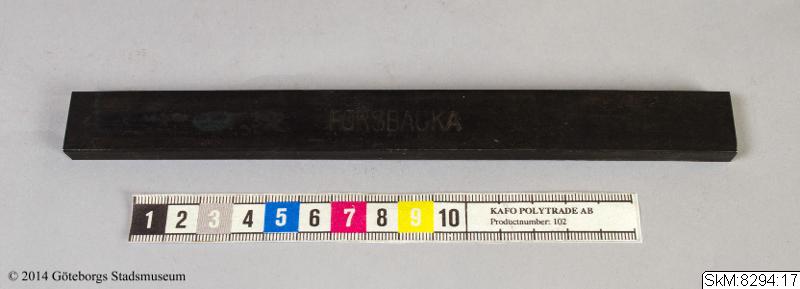 FORSBACKA
1 2 3 4 5 6 7 8 9 10
KAFO POLYTRADE AB
Productnumber: 102
© 2014 Göteborgs Stadsmuseum
SkM:8294:17